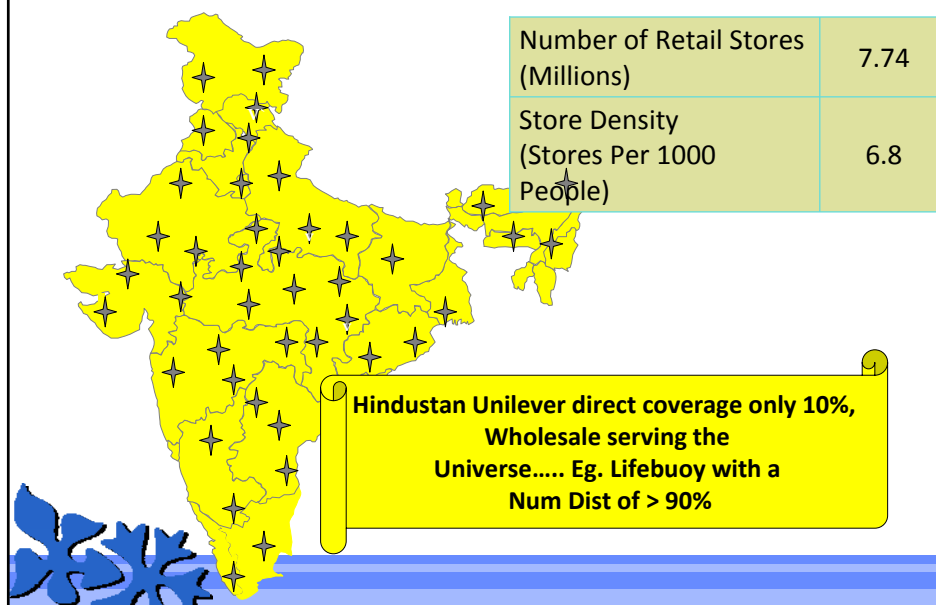 Number of Retail Stores
(Millions)
7.74
Store Density
(Stores Per 1000
People)
6.8
Hindustan Unilever direct coverage only 10%,
Wholesale serving the
Universe….. Eg. Lifebuoy with a
Num Dist of > 90%